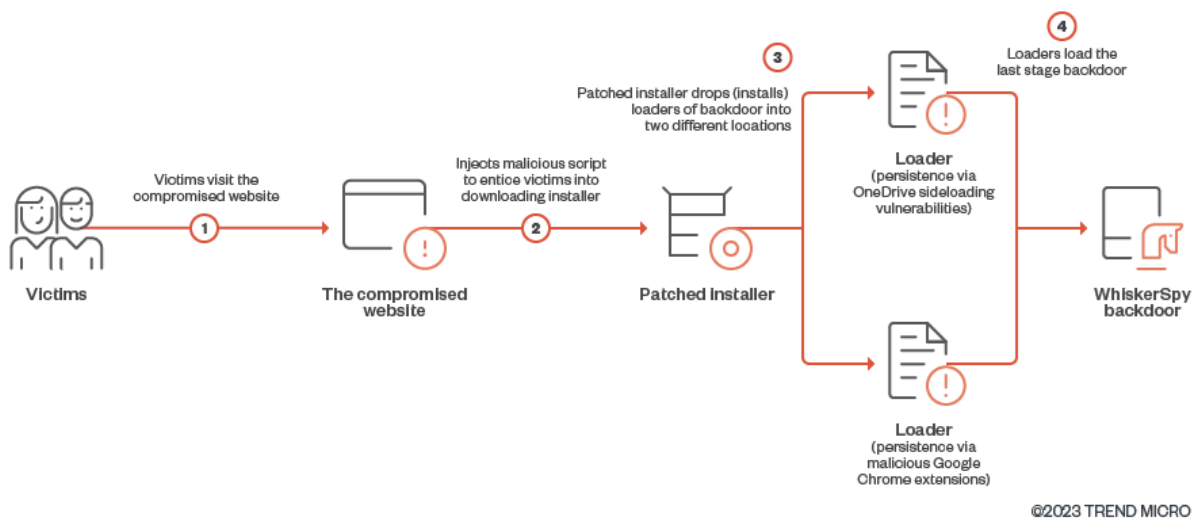 1
Victims visit the
compromised website
Victims
2
Injects malicious script
to entice victims into
downloading installer
The compromised
website
3
Patched installer drops (installs)
loaders of backdoor into
two different locations
Patched Installer
4
Loaders load the
last stage backdoor
Loader
(persistence via
OneDrive sideloading
vulnerabilities)
Loader
(persistence via
malicious Google
Chrome extensions)
WhiskerSpy
backdoor
©2023 TREND MICRO